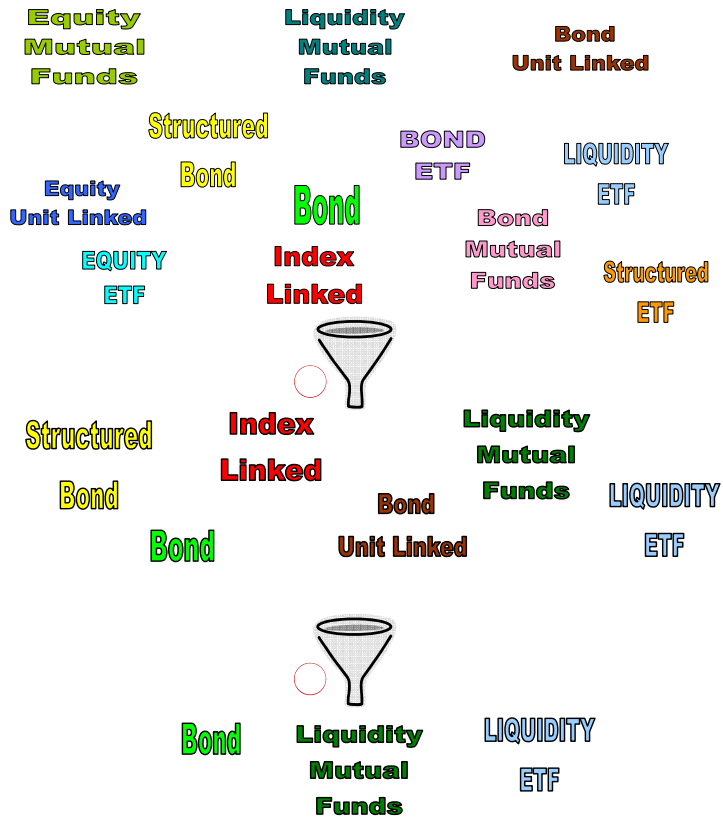 Equity
Mutual
Funds
Liquidity
Mutual
Funds
Bond
Unit Linked
Structured
Bond
BOND
ETF
LIQUIDITY
ETF
Equity
Unit Linked
Bond
Bond
Mutual
Funds
EQUITY
ETF
Index
Linked
Structured
ETF
Structured
Bond
Index
Linked
Liquidity
Mutual
Funds
LIQUIDITY
ETF
Bond
Unit Linked
Bond
Bond
Liquidity
Mutual
Funds
LIQUIDITY
ETF